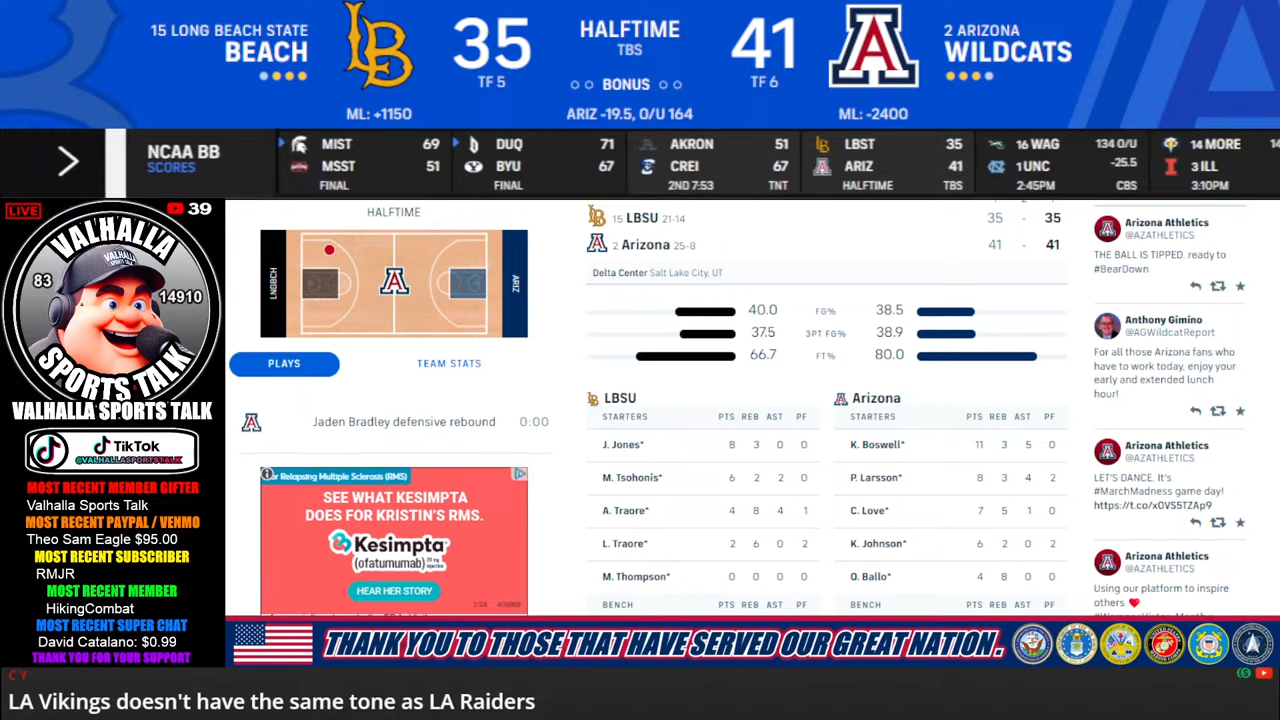 15 LONG BEACH STATE
BEACH
LB
35
TF 5
HALFTIME
TBS
BONUS
41
TF 6
A
2 ARIZONA
WILDCATS
ML: +1150
ARIZ -19.5, O/U 164
ML: -2400
NCAA BB
SCORES
MIST 69
MSST 51
FINAL
DUQ 71
BYU 67
FINAL
AKRON 51
CREI 67
2ND 7:53 TNT
LBST 35
ARIZ 41
HALFTIME TBS
16 WAG 134 O/U
1 UNC -25.5
2:45PM CBS
14 MORE 14
3 ILL
3:10PM
LIVE
39
VALHALLA
83
14910
SPORTS TALK
VALHALLA SPORTS TALK
TikTok
@VALHALLASPORTSTALK
MOST RECENT MEMBER GIFTER
Valhalla Sports Talk
MOST RECENT PAYPAL / VENMO
Theo Sam Eagle $95.00
MOST RECENT SUBSCRIBER
RMJR
MOST RECENT MEMBER
HikingCombat
MOST RECENT SUPER CHAT
David Catalano: $0.99
THANK YOU FOR YOUR SUPPORT
HALFTIME
LNGBCH
A
ARIZ
PLAYS
TEAM STATS
Jaden Bradley defensive rebound 0:00
for Relapsing Multiple Sclerosis (RMS)
SEE WHAT KESIMPTA
DOES FOR KRISTIN'S RMS.
Kesimpta
(ofatumumab)
HEAR HER STORY
2/24
15 LBSU 21-14 35 - 35
2 Arizona 25-8 41 - 41
Delta Center Salt Lake City, UT
40.0 FG% 38.5
37.5 3PT FG% 38.9
66.7 FT% 80.0
LBSU
STARTERS PTS REB AST PF
J. Jones* 8 3 0 0
M. Tsohonis* 6 2 2 0
A. Traore* 4 8 4 1
L. Traore* 2 6 0 2
M. Thompson* 0 0 0 0
BENCH PTS REB AST PF
Arizona
STARTERS PTS REB AST PF
K. Boswell* 11 3 5 0
P. Larsson* 8 3 4 2
C. Love* 7 5 1 0
K. Johnson* 6 2 0 2
O. Ballo* 4 8 0 0
BENCH PTS REB AST PF
Arizona Athletics
@AZATHLETICS
THE BALL IS TIPPED. ready to
#BearDown
Anthony Gimino
@AGWildcatReport
For all those Arizona fans who
have to work today, enjoy your
early and extended lunch
hour!
Arizona Athletics
@AZATHLETICS
LET'S DANCE. It's
#MarchMadness game day!
https://t.co/xOVS5TZAp9
Arizona Athletics
@AZATHLETICS
Using our platform to inspire
others
THANK YOU TO THOSE THAT HAVE SERVED OUR GREAT NATION.
CY
LA Vikings doesn't have the same tone as LA Raiders